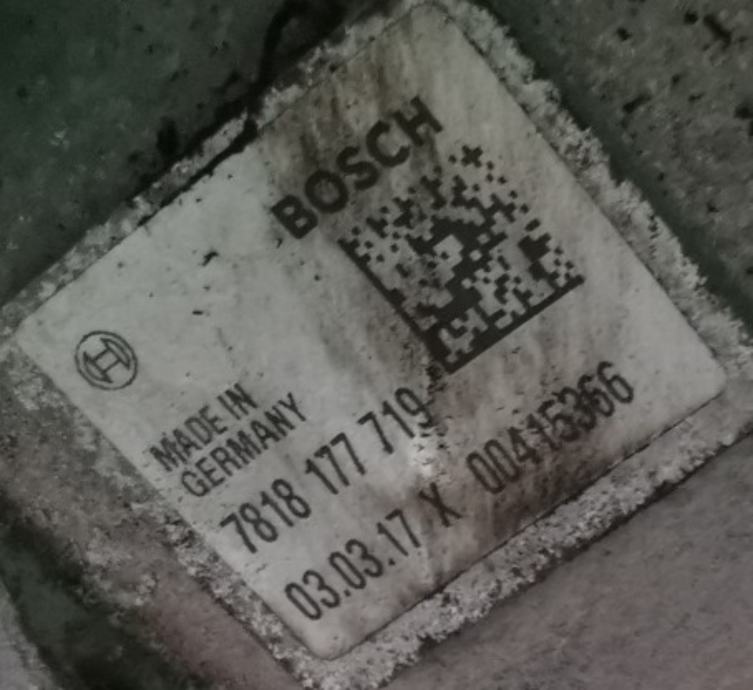 BOSCH
MADE IN
GERMANY
7818 177 719
03.03.17 X 00415366